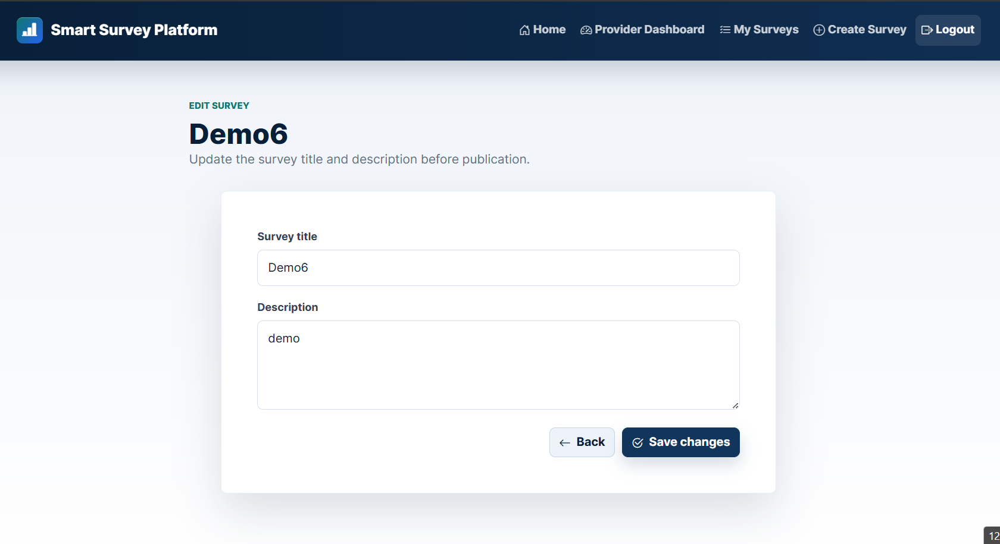 Smart Survey Platform
Home
Provider Dashboard
My Surveys
Create Survey
Logout
EDIT SURVEY
Demo6
Update the survey title and description before publication.
Survey title
Demo6
Description
demo
Back
Save changes
12